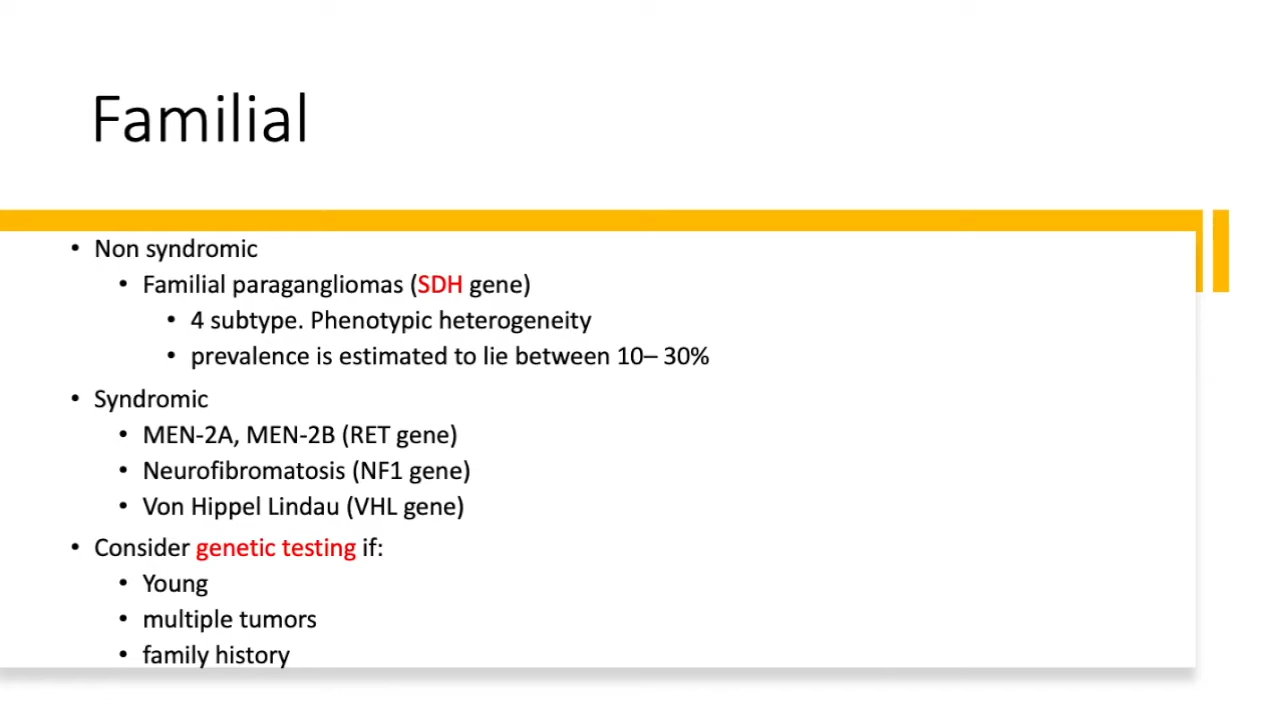 Familial
• Non syndromic
• Familial paragangliomas (SDH gene)
• 4 subtype. Phenotypic heterogeneity
• prevalence is estimated to lie between 10– 30%
• Syndromic
• MEN-2A, MEN-2B (RET gene)
• Neurofibromatosis (NF1 gene)
• Von Hippel Lindau (VHL gene)
• Consider genetic testing if:
• Young
• multiple tumors
• family history